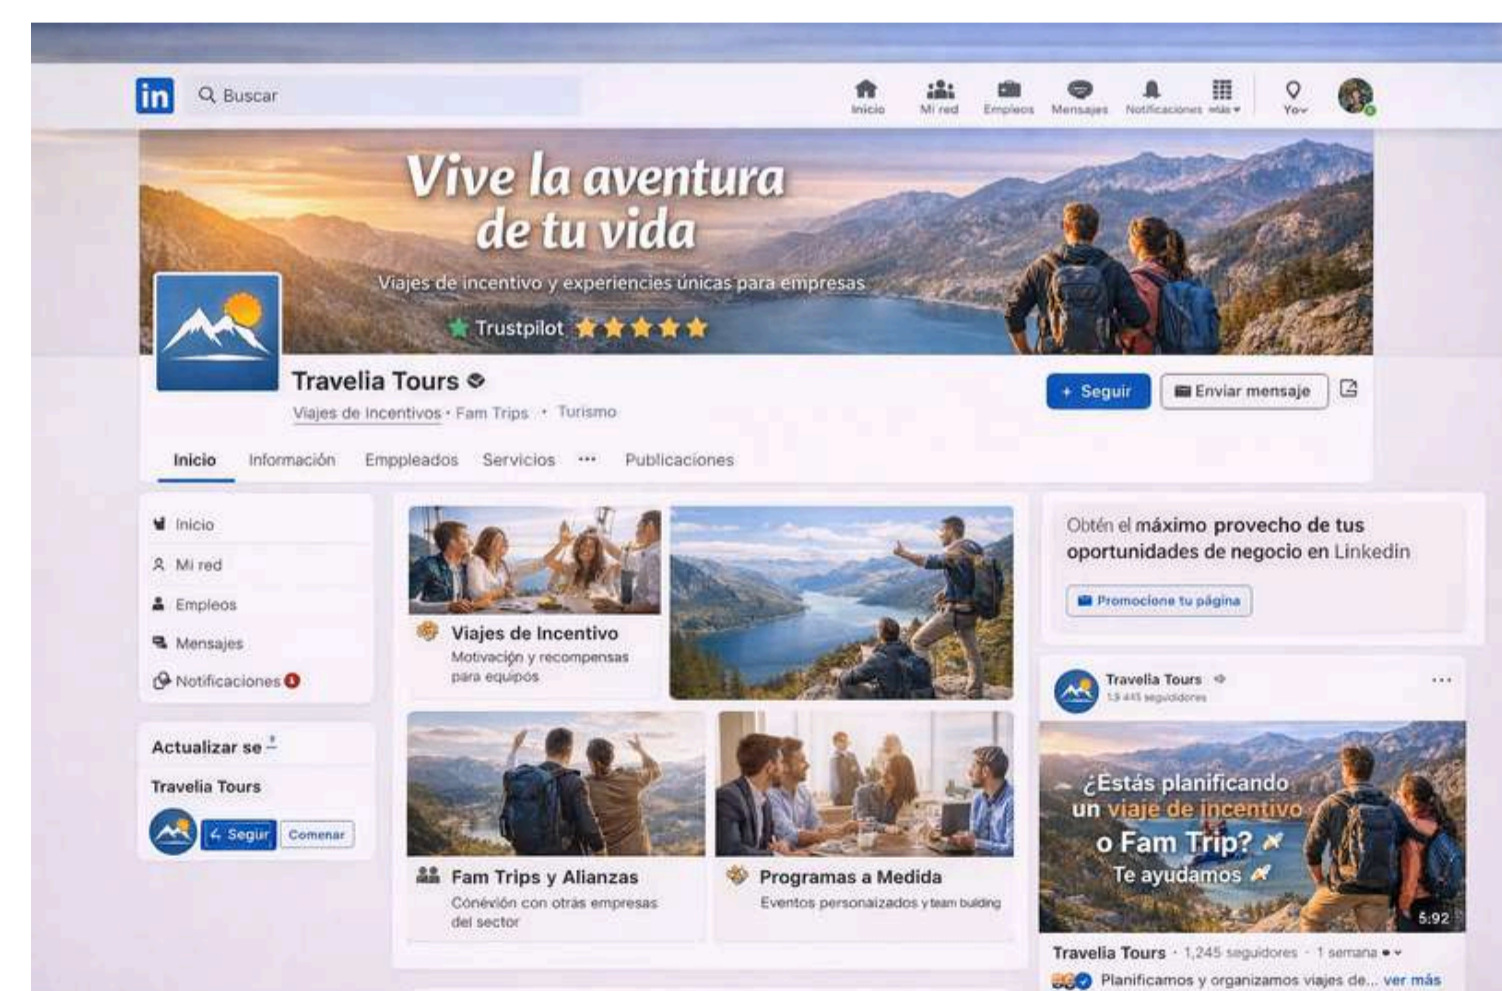 in
Buscar
Inicio
Mi red
Empleos
Mensajes
Notificaciones
Vive la aventura
de tu vida
Viajes de incentivo y experiencies únicas para empresas
Trustpilot
Travelia Tours
Viajes de Incentivos • Fam Trips • Turismo
+ Seguir
Enviar mensaje
Inicio
Información
Emppleados
Servicios
•••
Publicaciones
Inicio
Mi red
Empleos
Mensajes
Notificaciones
Actualizar se
Travelia Tours
Seguir
Comenar
Viajes de Incentivo
Motivación y recompensas
para equipos
Fam Trips y Alianzas
Cónévión con otras empresas
del sector
Programas a Medida
Eventos personaizados y team building
Obtén el máximo provecho de tus
oportunidades de negocio en Linkedin
Promocione tu página
Travelia Tours
¿Estás planificando
un viaje de incentivo
o Fam Trip?
Te ayudamos
5:92
Travelia Tours · 1,245 seguidores · 1 semana
Planificamos y organizamos viajes de... ver más